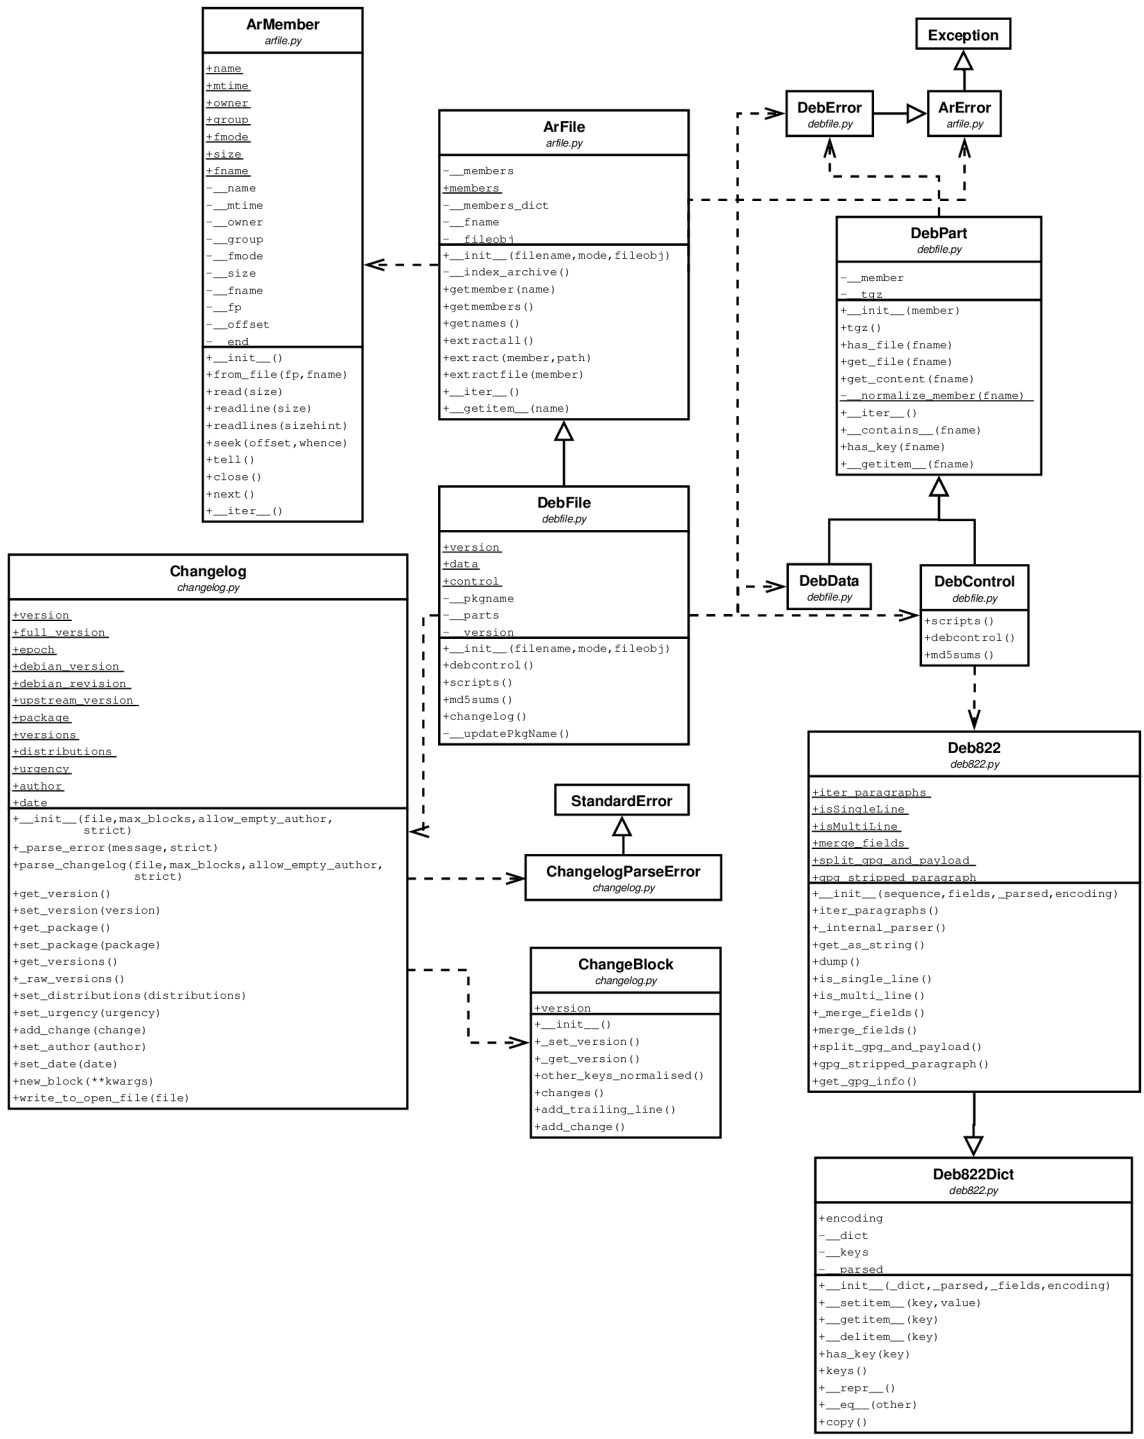 ArMember
arfile.py
+name
+mtime
+owner
+group
+fmode
+size
+fname
-__name
-__mtime
-__owner
-__group
-__fmode
-__size
-__fname
-__fp
-__offset
-__end
+__init__()
+from_file(fp,fname)
+read(size)
+readline(size)
+readlines(sizehint)
+seek(offset,whence)
+tell()
+close()
+next()
+__iter__()
ArFile
arfile.py
-__members
+members
-__members_dict
-__fname
-__fileobj
+__init__(filename,mode,fileobj)
-__index_archive()
+getmember(name)
+getmembers()
+getnames()
+extractall()
+extract(member,path)
+extractfile(member)
+__iter__()
+__getitem__(name)
Exception
DebError
debfile.py
ArError
arfile.py
DebPart
debfile.py
-__member
-__tgz
+__init__(member)
+tgz()
+has_file(fname)
+get_file(fname)
+get_content(fname)
-__normalize_member(fname)
+__iter__()
+__contains__(fname)
+has_key(fname)
+__getitem__(fname)
DebFile
debfile.py
+version
+data
+control
-__pkgname
-__parts
-__version
+__init__(filename,mode,fileobj)
+debcontrol()
+scripts()
+md5sums()
+changelog()
-__updatePkgName()
DebData
debfile.py
DebControl
debfile.py
+scripts()
+debcontrol()
+md5sums()
Changelog
changelog.py
+version
+full_version
+epoch
+debian_version
+debian_revision
+upstream_version
+package
+versions
+distributions
+urgency
+author
+date
+__init__(file,max_blocks,allow_empty_author,
strict)
+_parse_error(message,strict)
+parse_changelog(file,max_blocks,allow_empty_author,
strict)
+get_version()
+set_version(version)
+get_package()
+set_package(package)
+get_versions()
+_raw_versions()
+set_distributions(distributions)
+set_urgency(urgency)
+add_change(change)
+set_author(author)
+set_date(date)
+new_block(**kwargs)
+write_to_open_file(file)
StandardError
ChangelogParseError
changelog.py
ChangeBlock
changelog.py
+version
+__init__()
+_set_version()
+_get_version()
+other_keys_normalised()
+changes()
+add_trailing_line()
+add_change()
Deb822
deb822.py
+iter_paragraphs
+isSingleLine
+isMultiLine
+merge_fields
+split_gpg_and_payload
+gpg_stripped_paragraph
+__init__(sequence,fields,_parsed,encoding)
+iter_paragraphs()
+_internal_parser()
+get_as_string()
+dump()
+is_single_line()
+is_multi_line()
+_merge_fields()
+merge_fields()
+split_gpg_and_payload()
+gpg_stripped_paragraph()
+get_gpg_info()
Deb822Dict
deb822.py
+encoding
-__dict
-__keys
-__parsed
+__init__(_dict,_parsed,_fields,encoding)
+__setitem__(key,value)
+__getitem__(key)
+__delitem__(key)
+has_key(key)
+keys()
+__repr__()
+__eq__(other)
+copy()